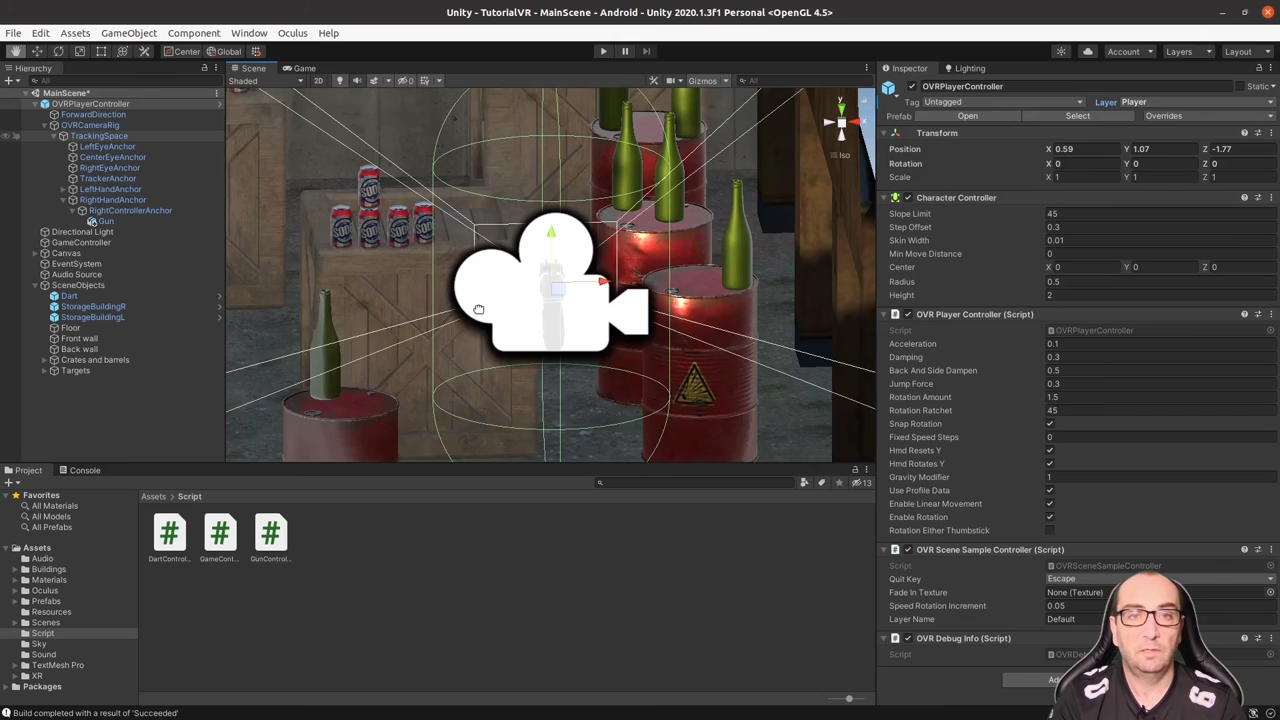 Unity - TutorialVR - MainScene - Android - Unity 2020.1.3f1 Personal <OpenGL 4.5>
File Edit Assets GameObject Component Window Oculus Help
Center Global Account Layers Layout
Hierarchy
All
MainScene*
OVRPlayerController
ForwardDirection
OVRCameraRig
TrackingSpace
LeftEyeAnchor
CenterEyeAnchor
RightEyeAnchor
TrackerAnchor
LeftHandAnchor
RightHandAnchor
RightControllerAnchor
Gun
Directional Light
GameController
Canvas
EventSystem
Audio Source
SceneObjects
Dart
StorageBuildingR
StorageBuildingL
Floor
Front wall
Back wall
Crates and barrels
Targets
Scene Game
Shaded 2D 0 Gizmos All
y
x
Iso
Inspector Lighting
OVRPlayerController Static
Tag Untagged Layer Player
Prefab Open Select Overrides
Transform
Position X 0.59 Y 1.07 Z -1.77
Rotation X 0 Y 0 Z 0
Scale X 1 Y 1 Z 1
Character Controller
Slope Limit 45
Step Offset 0.3
Skin Width 0.01
Min Move Distance 0
Center X 0 Y 0 Z 0
Radius 0.5
Height 2
OVR Player Controller (Script)
Script OVRPlayerController
Acceleration 0.1
Damping 0.3
Back And Side Dampen 0.5
Jump Force 0.3
Rotation Amount 1.5
Rotation Ratchet 45
Snap Rotation
Fixed Speed Steps 0
Hmd Resets Y
Hmd Rotates Y
Gravity Modifier 1
Use Profile Data
Enable Linear Movement
Enable Rotation
Rotation Either Thumbstick
OVR Scene Sample Controller (Script)
Script OVRSceneSampleController
Quit Key Escape
Fade In Texture None (Texture)
Speed Rotation Increment 0.05
Layer Name Default
OVR Debug Info (Script)
Script
Project Console
13
Favorites
All Materials
All Models
All Prefabs
Assets
Audio
Buildings
Materials
Oculus
Prefabs
Resources
Scenes
Script
Sky
Sound
TextMesh Pro
XR
Packages
Assets > Script
DartControl... GameCont... GunControl...
Build completed with a result of 'Succeeded'